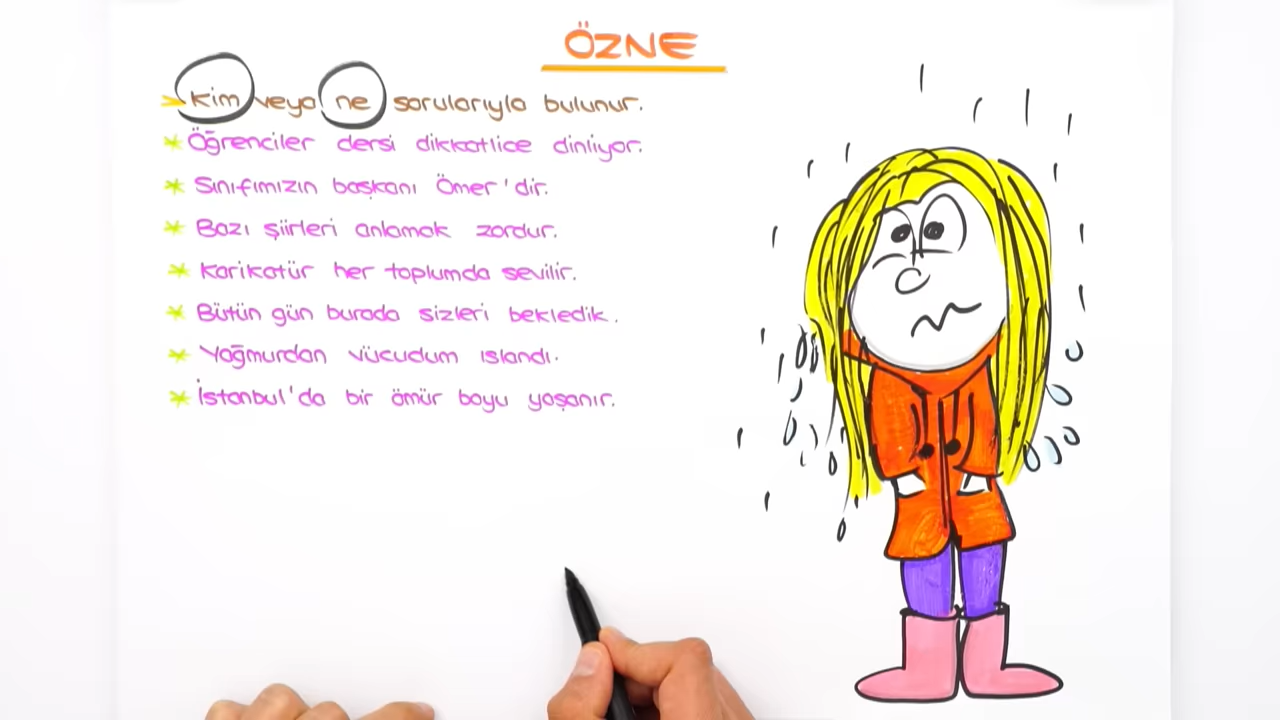 ÖZNE
kim veya ne sorularıyla bulunur.
Öğrenciler dersi dikkatlice dinliyor.
Sınıfımızın başkanı Ömer'dir.
Bazı şiirleri anlamak zordur.
Karikatür her toplumda sevilir.
Bütün gün burada sizleri bekledik.
Yağmurdan vücudum ıslandı.
İstanbul'da bir ömür boyu yaşanır.